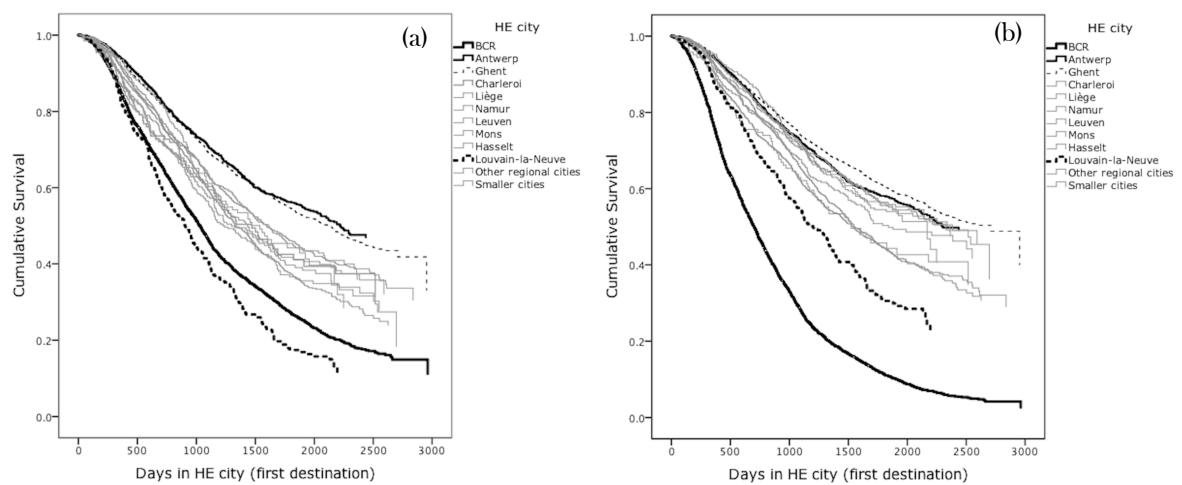 (a)
HE city
BCR
Antwerp
Ghent
Charleroi
Liège
Namur
Leuven
Mons
Hasselt
Louvain-la-Neuve
Other regional cities
Smaller cities
1.0
0.8
0.6
0.4
0.2
0.0
Cumulative Survival
0 500 1000 1500 2000 2500 3000
Days in HE city (first destination)
(b)
HE city
BCR
Antwerp
Ghent
Charleroi
Liège
Namur
Leuven
Mons
Hasselt
Louvain-la-Neuve
Other regional cities
Smaller cities
1.0
0.8
0.6
0.4
0.2
0.0
Cumulative Survival
0 500 1000 1500 2000 2500 3000
Days in HE city (first destination)